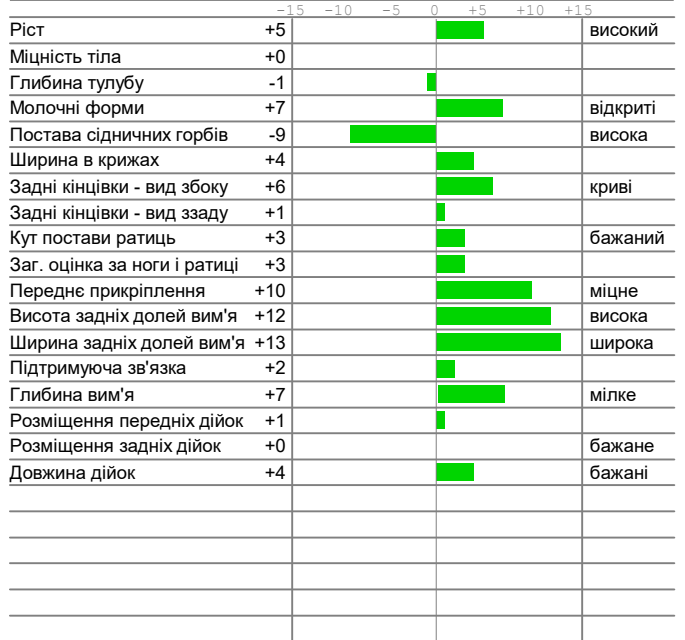 -15 -10 -5 0 +5 +10 +15
Ріст +5 високий
Міцність тіла +0
Глибина тулубу -1
Молочні форми +7 відкриті
Постава сідничних горбів -9 висока
Ширина в крижах +4
Задні кінцівки - вид збоку +6 криві
Задні кінцівки - вид ззаду +1
Кут постави ратиць +3 бажаний
Заг. оцінка за ноги і ратиці +3
Переднє прикріплення +10 міцне
Висота задніх долей вим'я +12 висока
Ширина задніх долей вим'я +13 широка
Підтримуюча зв'язка +2
Глибина вим'я +7 мілке
Розміщення передніх дійок +1
Розміщення задніх дійок +0 бажане
Довжина дійок +4 бажані